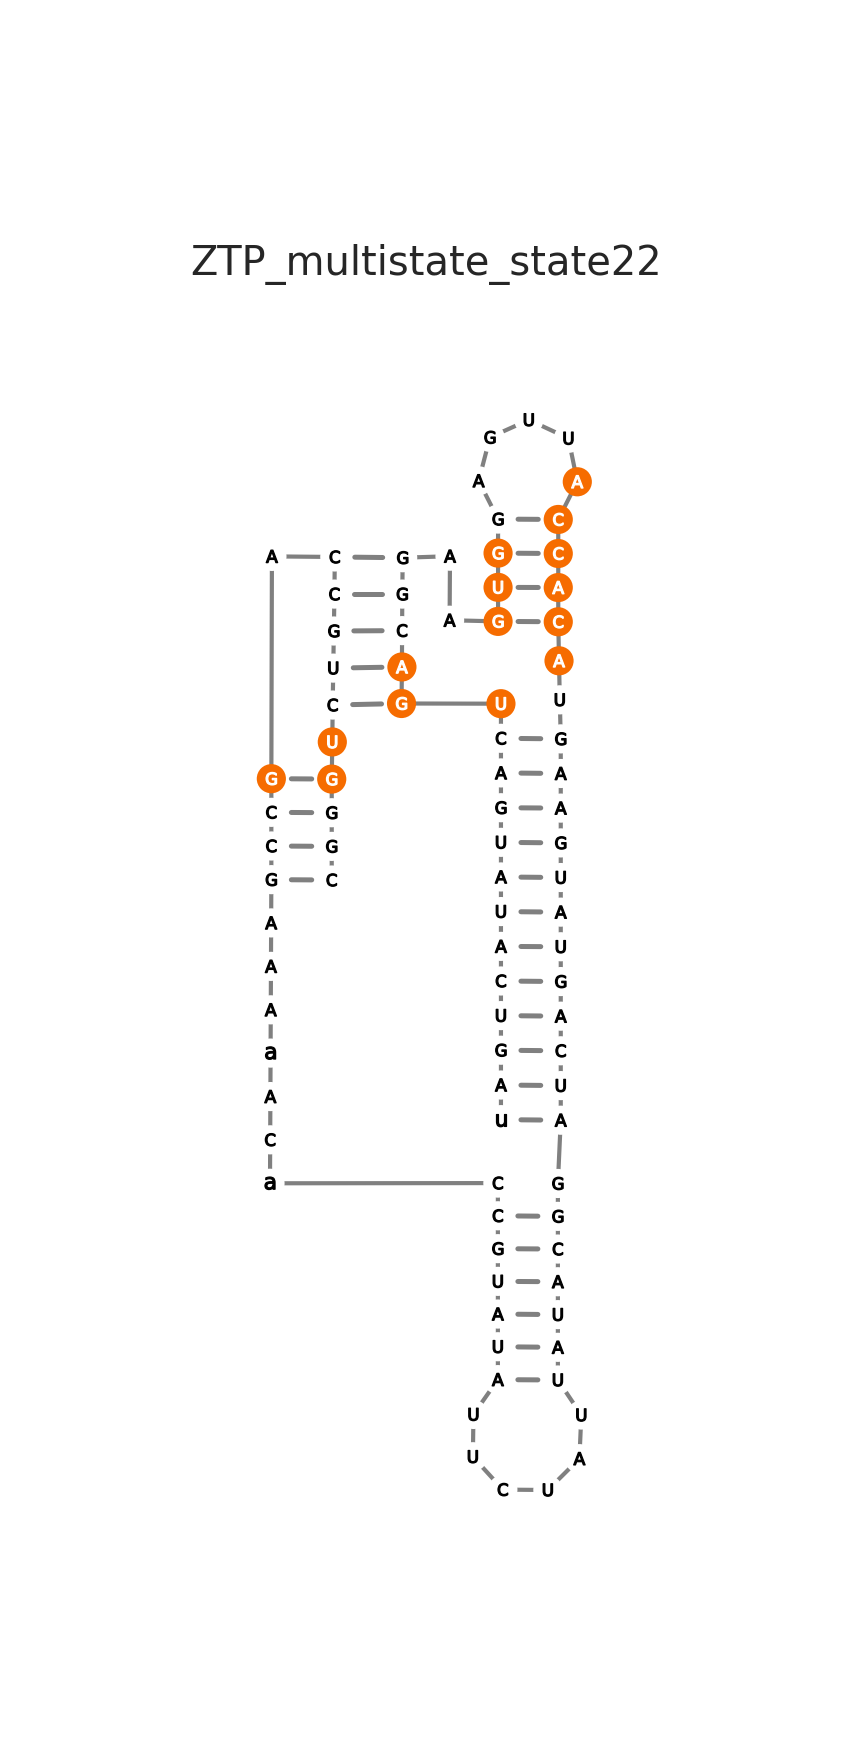 ZTP_multistate_state22
U
G U
A A
G C
A C G A G C
C G U A
G C A G C
U A A
C G U U
U C G
G G A A
C G G A
C G U G
G C A U
A U A
A A U
A C G
a U A
A G C
C A U
u A
a C G
C G
G C
U A
A U
U A
A U
U U
U A
C U